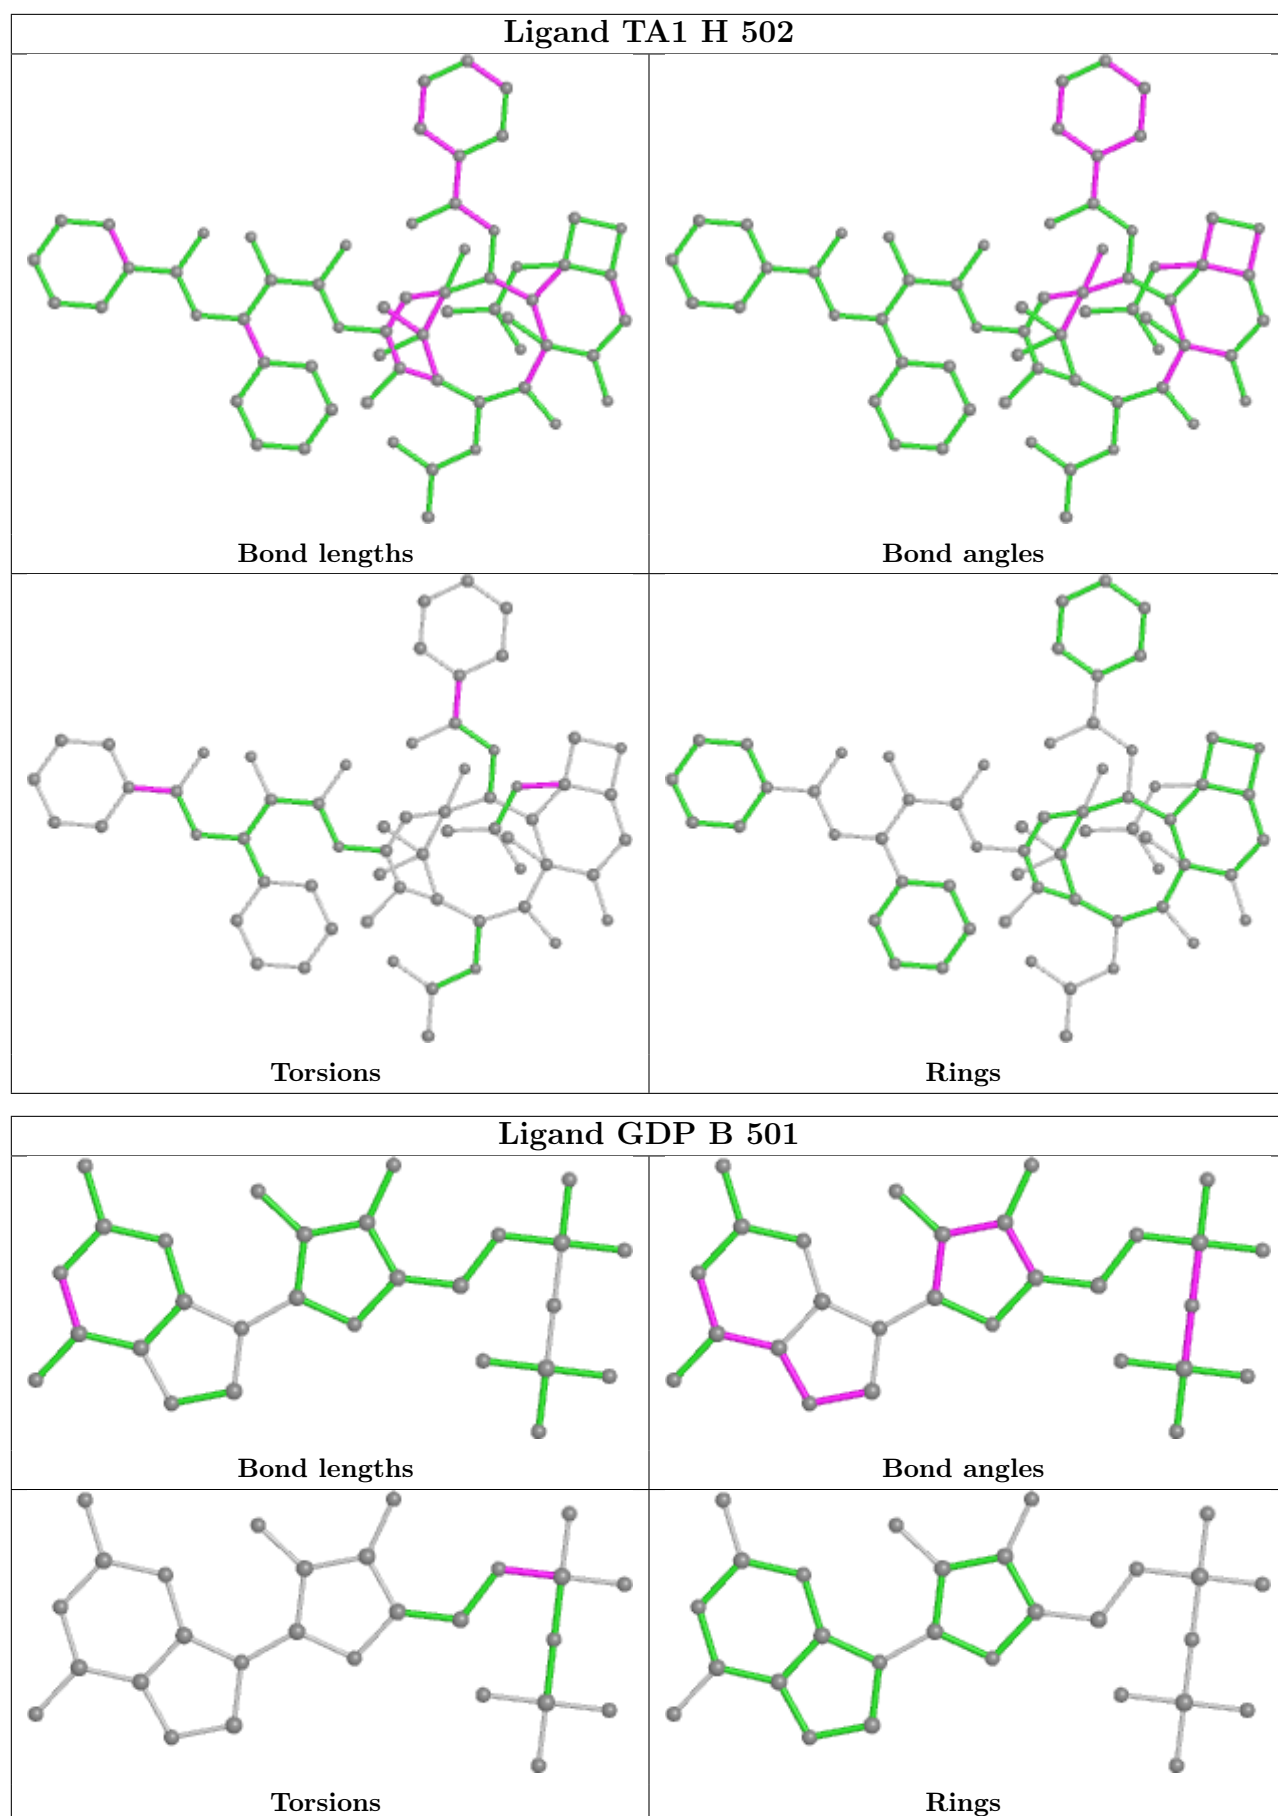 Ligand TA1 H 502
Bond lengths
Bond angles
Torsions
Rings
Ligand GDP B 501
Bond lengths
Bond angles
Torsions
Rings